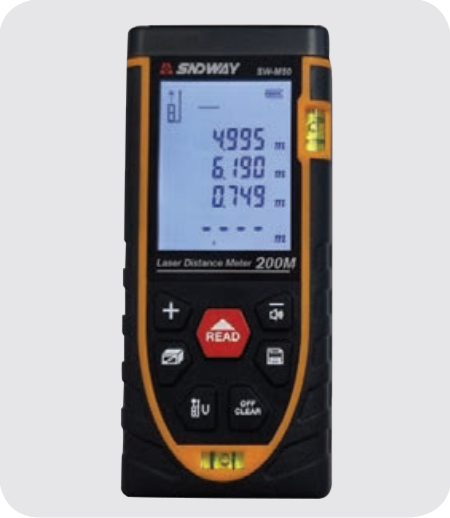 SNDWAY SW-M50
4.995 m
6.190 m
0.749 m
- - - - m
Laser Distance Meter 200M
+
READ
U
OFF
CLEAR